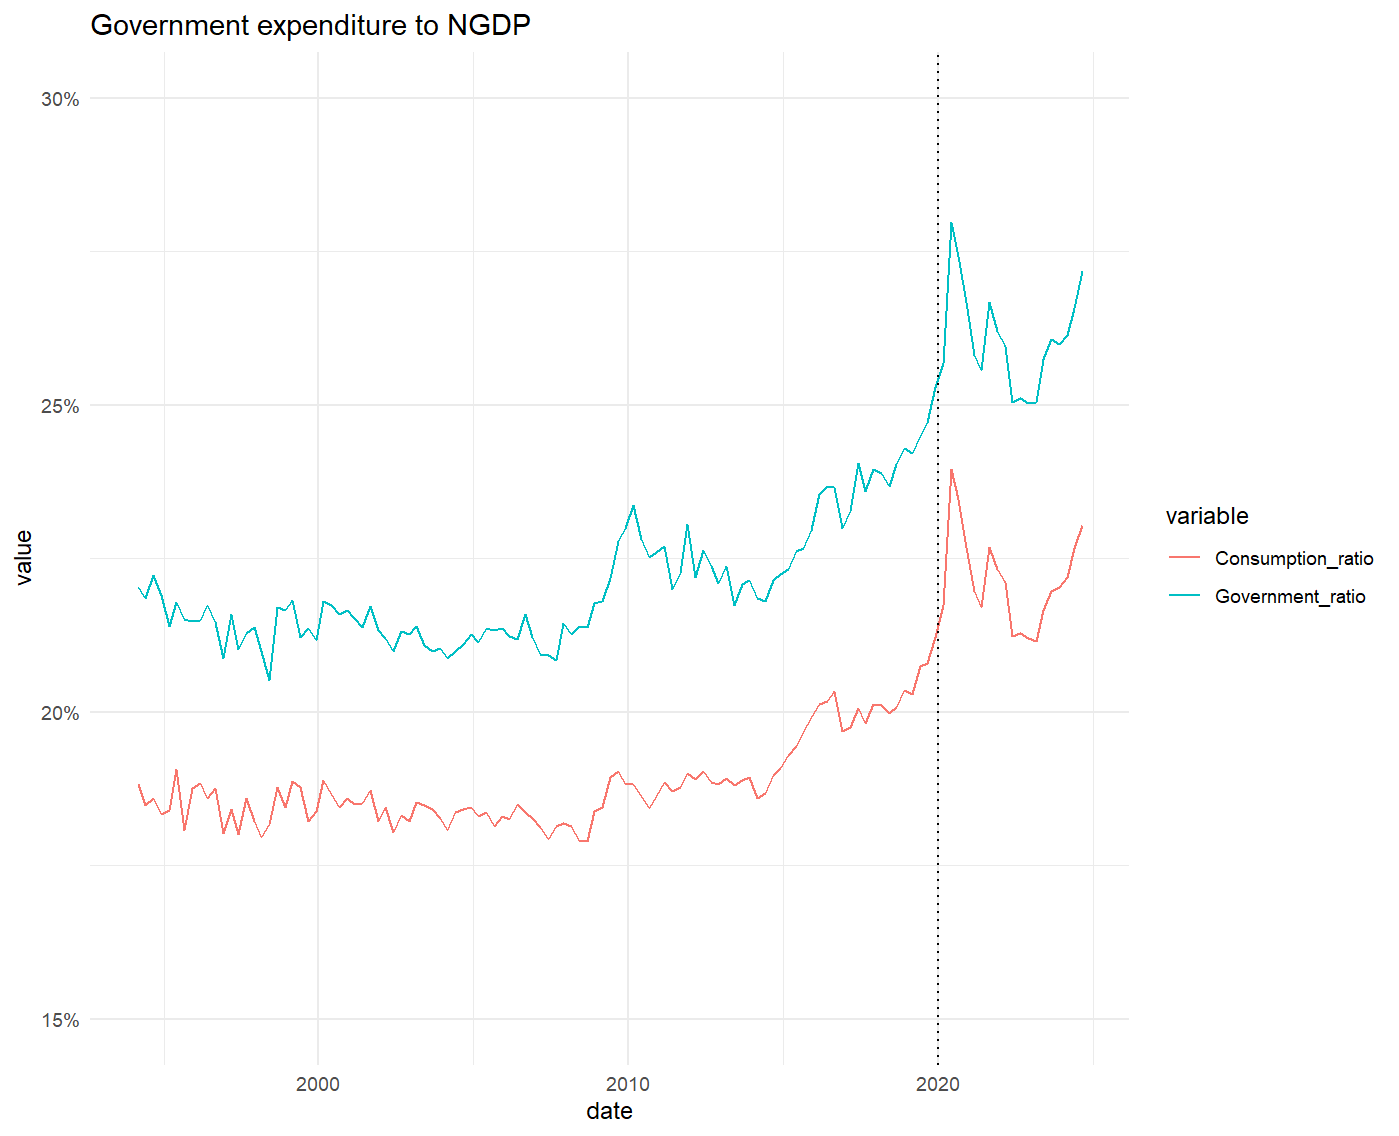 Government expenditure to NGDP
30%
25%
20%
15%
value
2000 2010 2020
date
variable
Consumption_ratio
Government_ratio